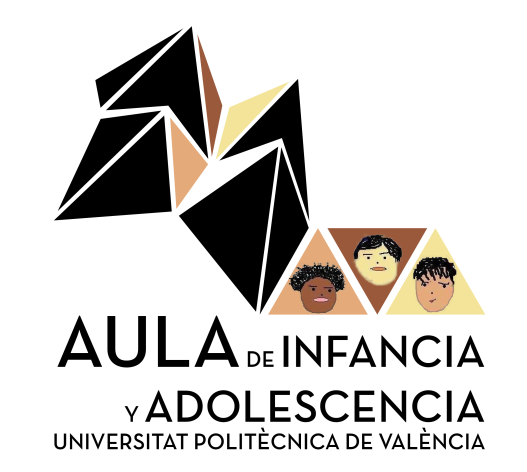 AULA DE INFANCIA
Y ADOLESCENCIA
UNIVERSITAT POLITÈCNICA DE VALÈNCIA